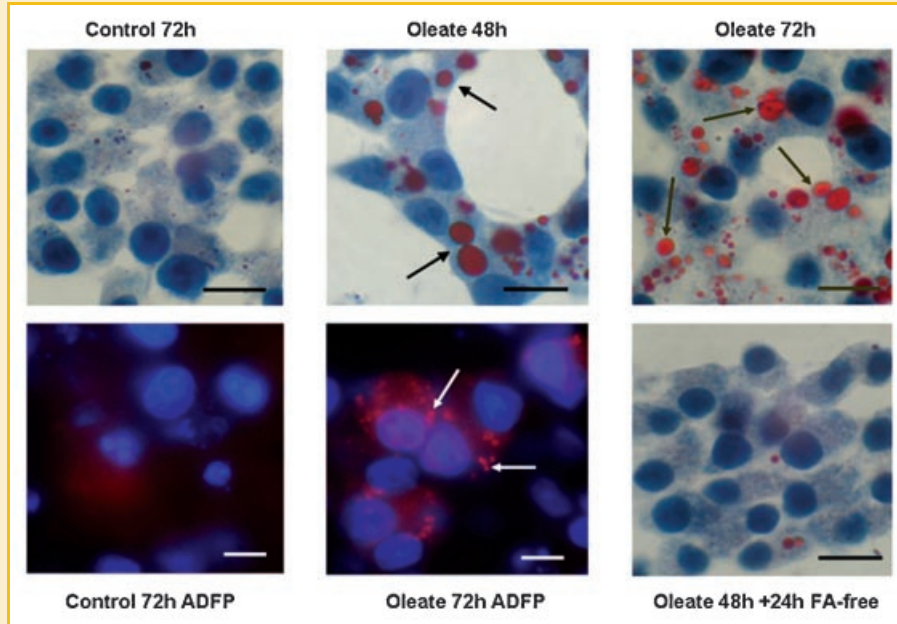 Control 72h
Oleate 48h
Oleate 72h
Control 72h ADFP
Oleate 72h ADFP
Oleate 48h +24h FA-free